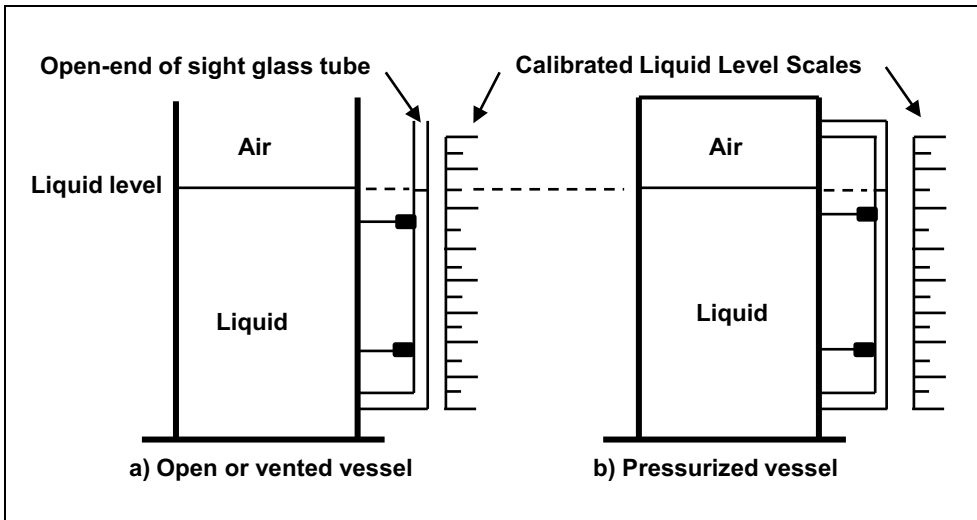 Open-end of sight glass tube
Calibrated Liquid Level Scales
Air
Air
Liquid level
Liquid
Liquid
a) Open or vented vessel
b) Pressurized vessel